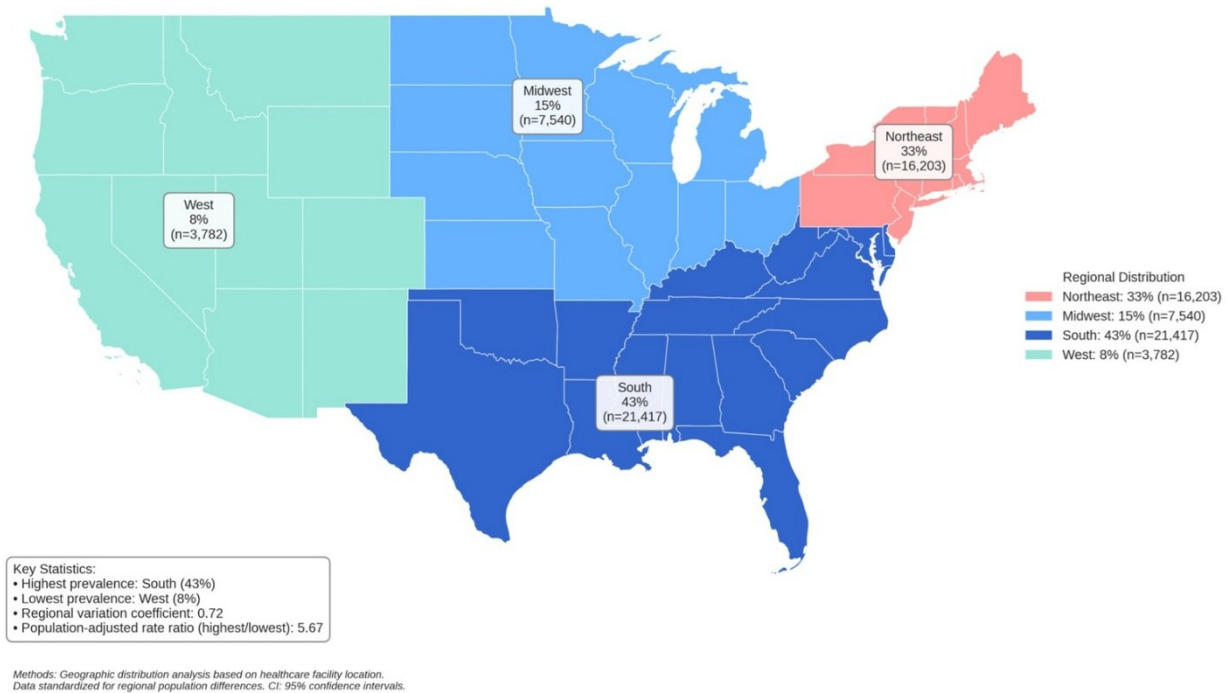 Midwest
15%
(n=7,540)
Northeast
33%
(n=16,203)
West
8%
(n=3,782)
South
43%
(n=21,417)
Regional Distribution
Northeast: 33% (n=16,203)
Midwest: 15% (n=7,540)
South: 43% (n=21,417)
West: 8% (n=3,782)
Key Statistics:
• Highest prevalence: South (43%)
• Lowest prevalence: West (8%)
• Regional variation coefficient: 0.72
• Population-adjusted rate ratio (highest/lowest): 5.67
Methods: Geographic distribution analysis based on healthcare facility location.
Data standardized for regional population differences. CI: 95% confidence intervals.